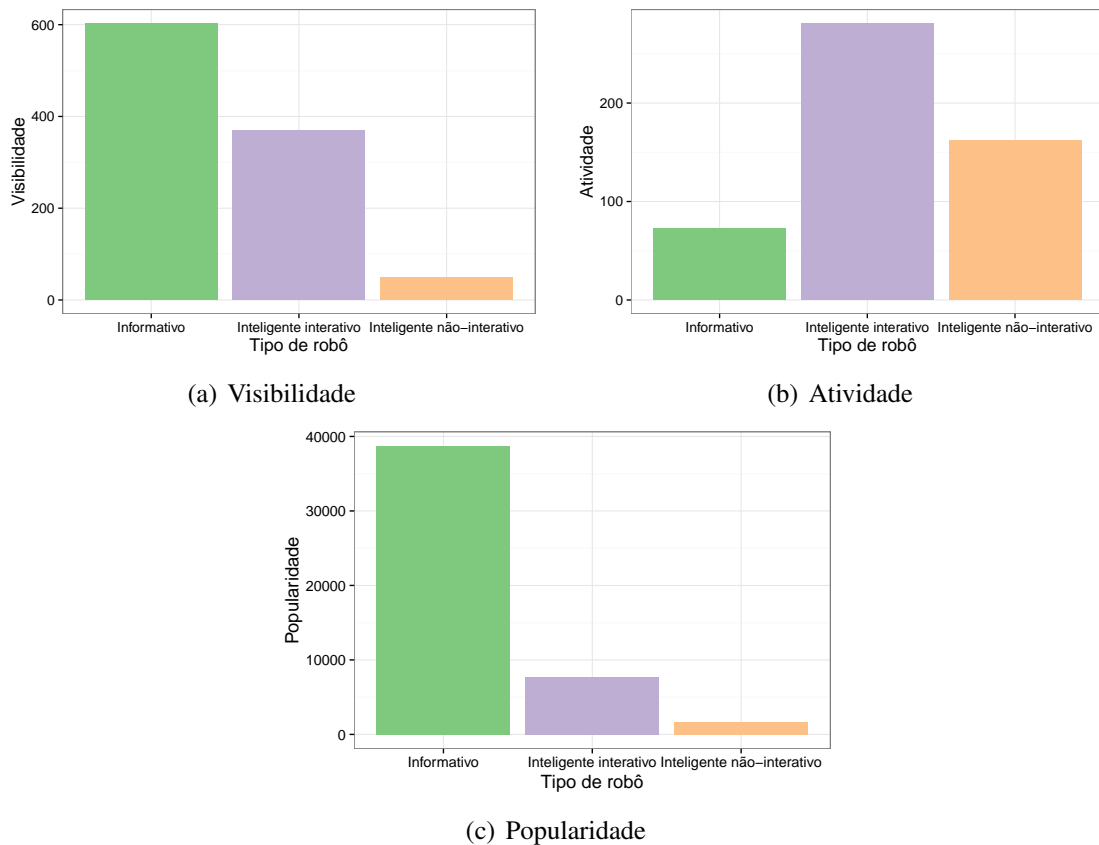 600
400
200
0
Visibilidade
Informativo Inteligente interativo Inteligente não−interativo
Tipo de robô
(a) Visibilidade
200
100
0
Atividade
Informativo Inteligente interativo Inteligente não−interativo
Tipo de robô
(b) Atividade
40000
30000
20000
10000
0
Popularidade
Informativo Inteligente interativo Inteligente não−interativo
Tipo de robô
(c) Popularidade